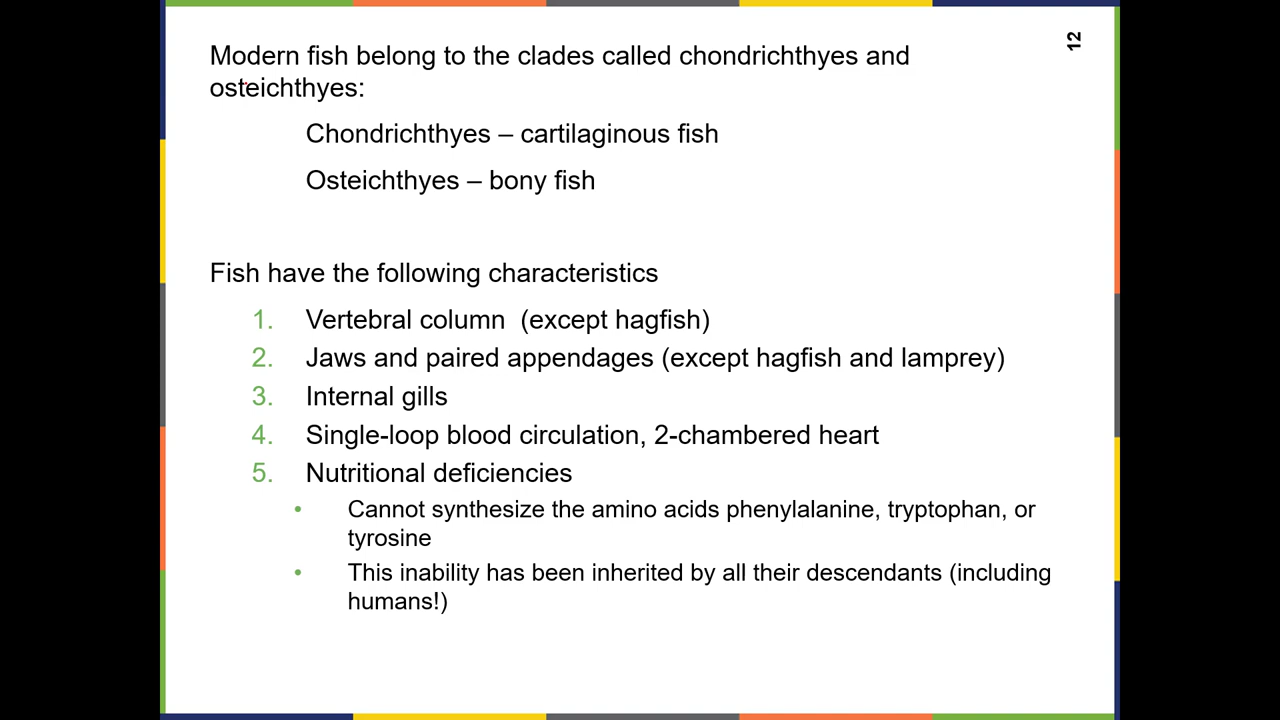 12
Modern fish belong to the clades called chondrichthyes and
osteichthyes:
Chondrichthyes – cartilaginous fish
Osteichthyes – bony fish
Fish have the following characteristics
1. Vertebral column (except hagfish)
2. Jaws and paired appendages (except hagfish and lamprey)
3. Internal gills
4. Single-loop blood circulation, 2-chambered heart
5. Nutritional deficiencies
• Cannot synthesize the amino acids phenylalanine, tryptophan, or
tyrosine
• This inability has been inherited by all their descendants (including
humans!)